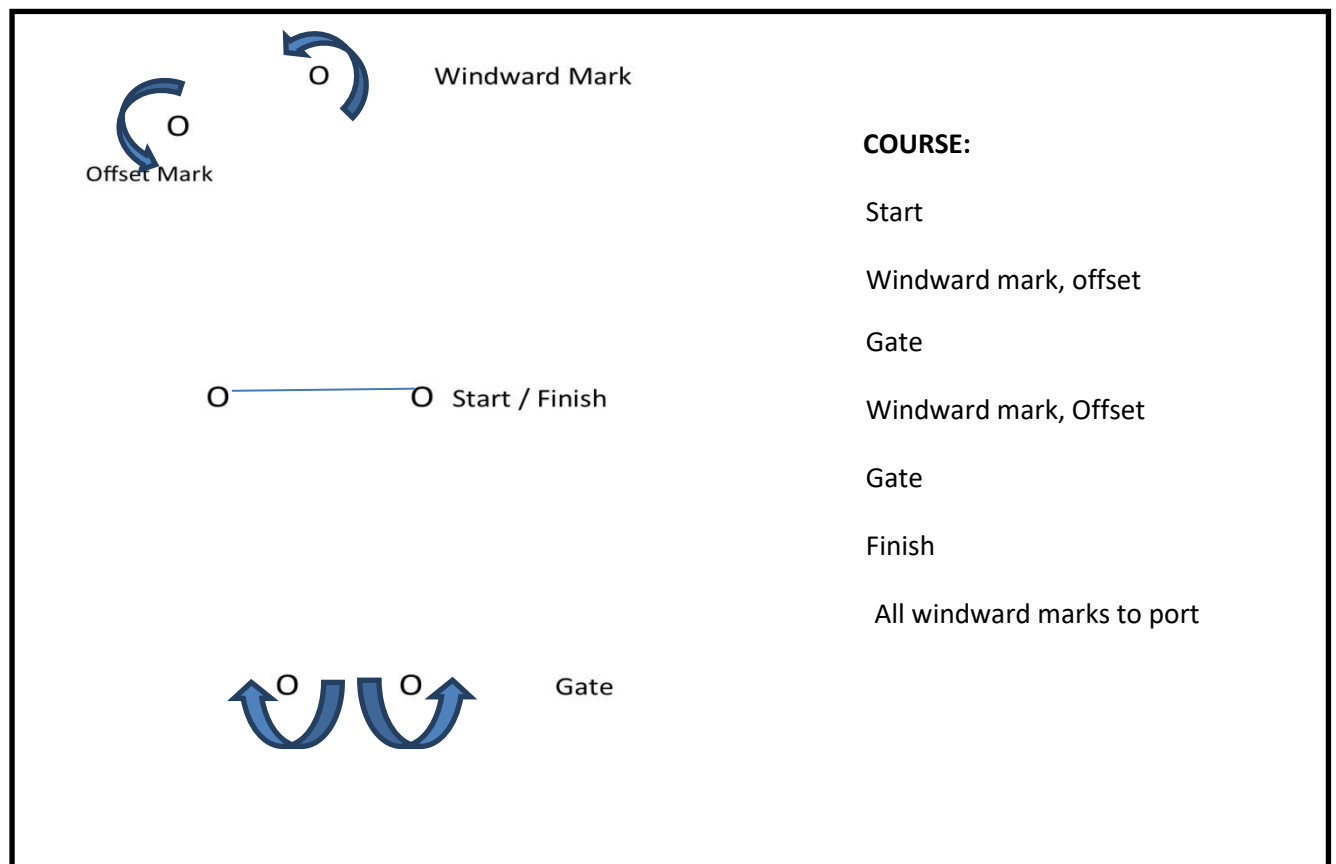 O Windward Mark
O
Offset Mark
O O Start / Finish
O O Gate
COURSE:
Start
Windward mark, offset
Gate
Windward mark, Offset
Gate
Finish
All windward marks to port